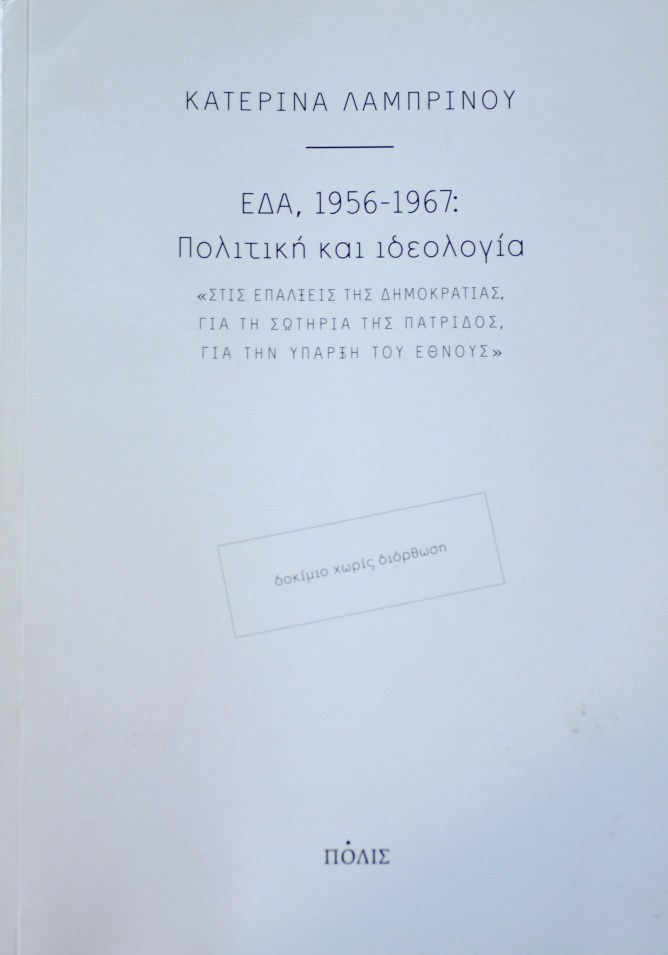 ΚΑΤΕΡΙΝΑ ΛΑΜΠΡΙΝΟΥ
ΕΔΑ, 1956-1967:
Πολιτική και ιδεολογία
«ΣΤΙΣ ΕΠΑΛΞΕΙΣ ΤΗΣ ΔΗΜΟΚΡΑΤΙΑΣ,
ΓΙΑ ΤΗ ΣΩΤΗΡΙΑ ΤΗΣ ΠΑΤΡΙΔΟΣ,
ΓΙΑ ΤΗΝ ΥΠΑΡΞΗ ΤΟΥ ΕΘΝΟΥΣ»
δοκίμιο χωρίς διόρθωση
ΠΌΛΙΣ